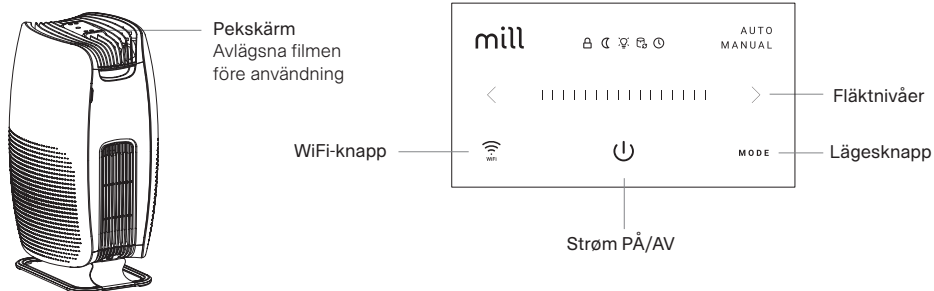 Pekskärm
Avlägsna filmen
före användning
mill
AUTO
MANUAL
Fläktnivåer
WiFi-knapp
WiFi
MODE
Lägesknapp
Strøm PÅ/AV